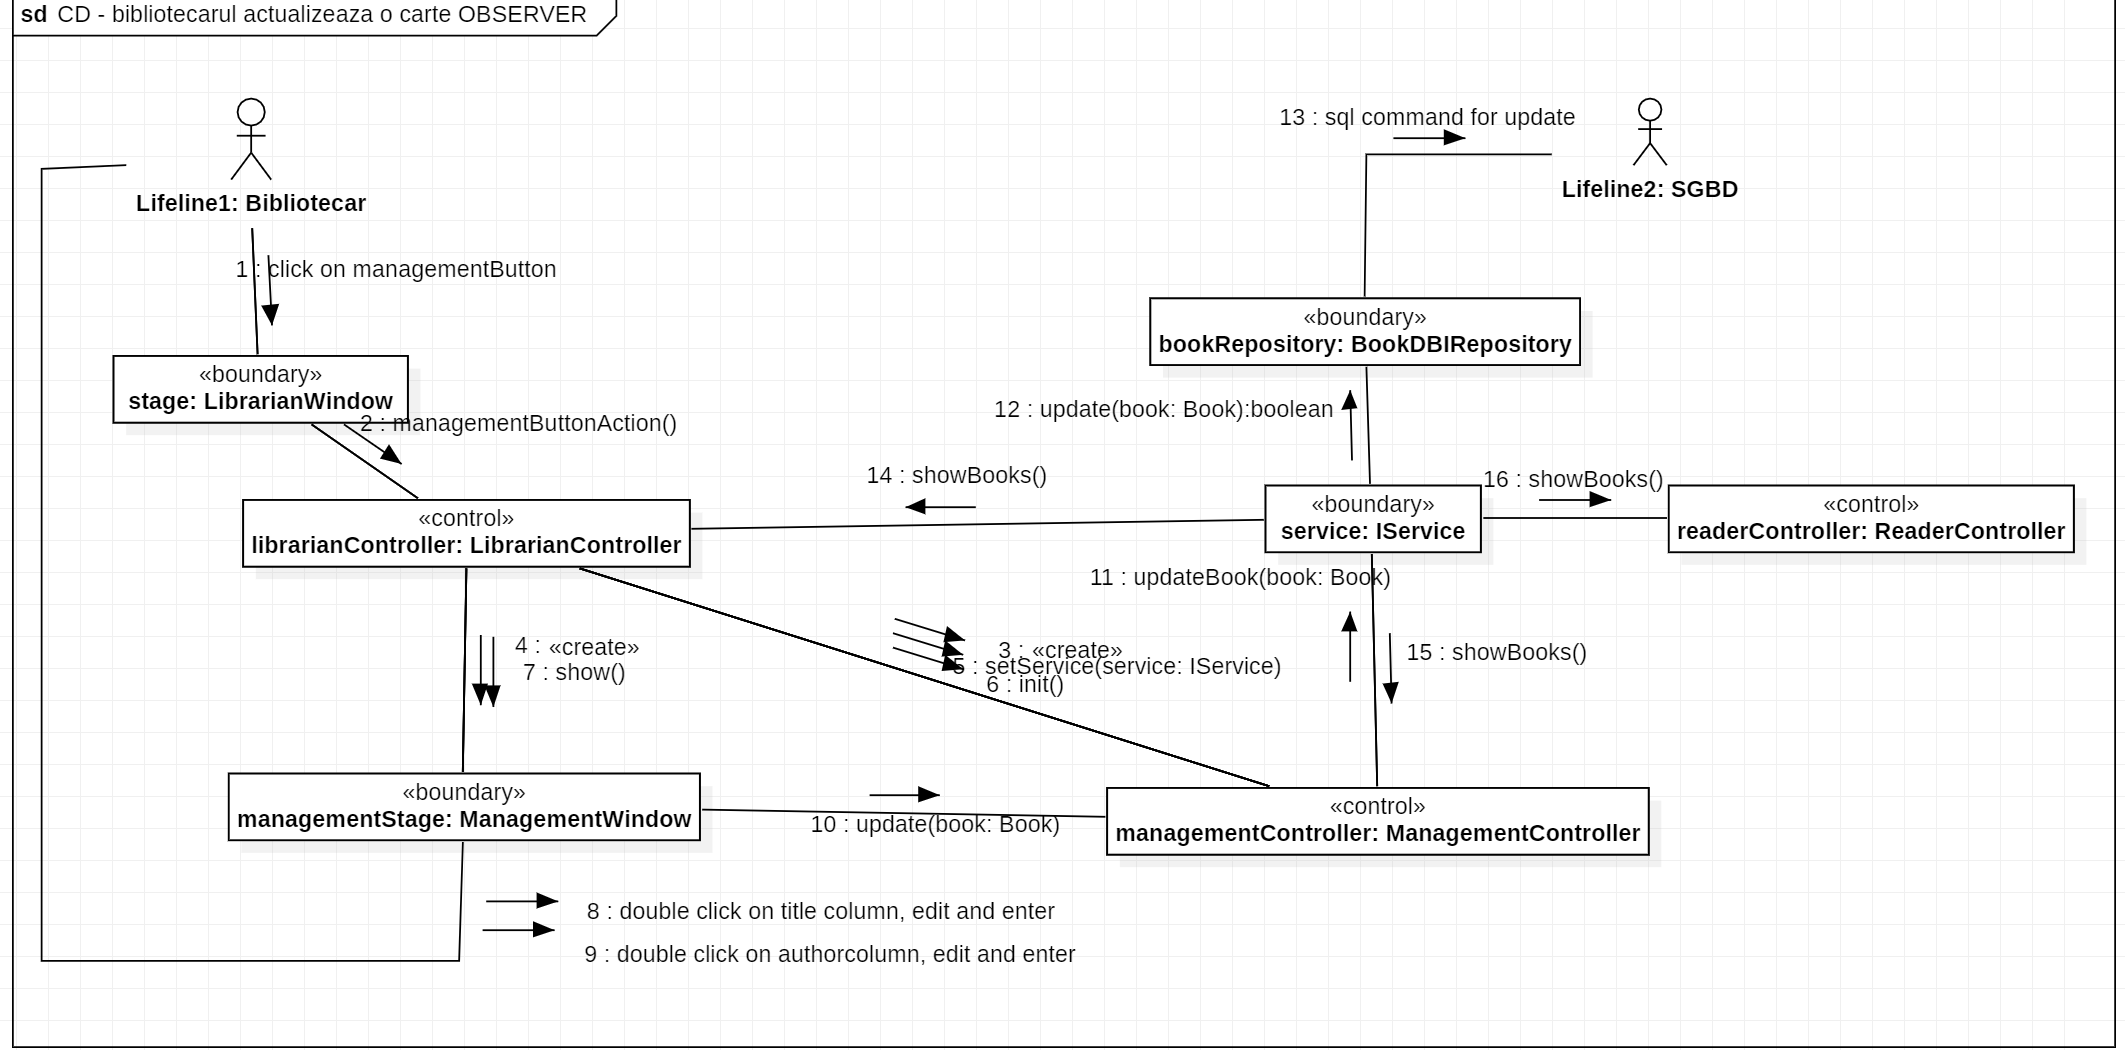 sd CD - bibliotecarul actualizeaza o carte OBSERVER
13 : sql command for update
Lifeline1: Bibliotecar
Lifeline2: SGBD
1 : click on managementButton
«boundary»
bookRepository: BookDBIRepository
«boundary»
stage: LibrarianWindow
2 : managementButtonAction()
12 : update(book: Book):boolean
14 : showBooks()
16 : showBooks()
«control»
librarianController: LibrarianController
«boundary»
service: IService
«control»
readerController: ReaderController
11 : updateBook(book: Book)
4 : «create»
7 : show()
3 : «create»
5 : setService(service: IService)
6 : init()
15 : showBooks()
«boundary»
managementStage: ManagementWindow
10 : update(book: Book)
«control»
managementController: ManagementController
8 : double click on title column, edit and enter
9 : double click on authorcolumn, edit and enter